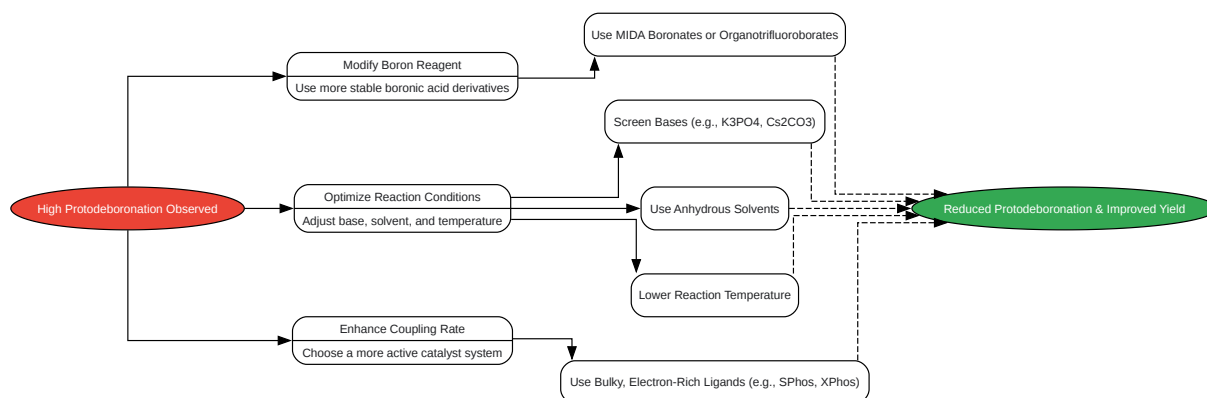 Use MIDA Boronates or Organotrifluoroborates
Modify Boron Reagent
Use more stable boronic acid derivatives
Screen Bases (e.g., K3PO4, Cs2CO3)
High Protodeboronation Observed
Optimize Reaction Conditions
Adjust base, solvent, and temperature
Use Anhydrous Solvents
Reduced Protodeboronation & Improved Yield
Lower Reaction Temperature
Enhance Coupling Rate
Choose a more active catalyst system
Use Bulky, Electron-Rich Ligands (e.g., SPhos, XPhos)